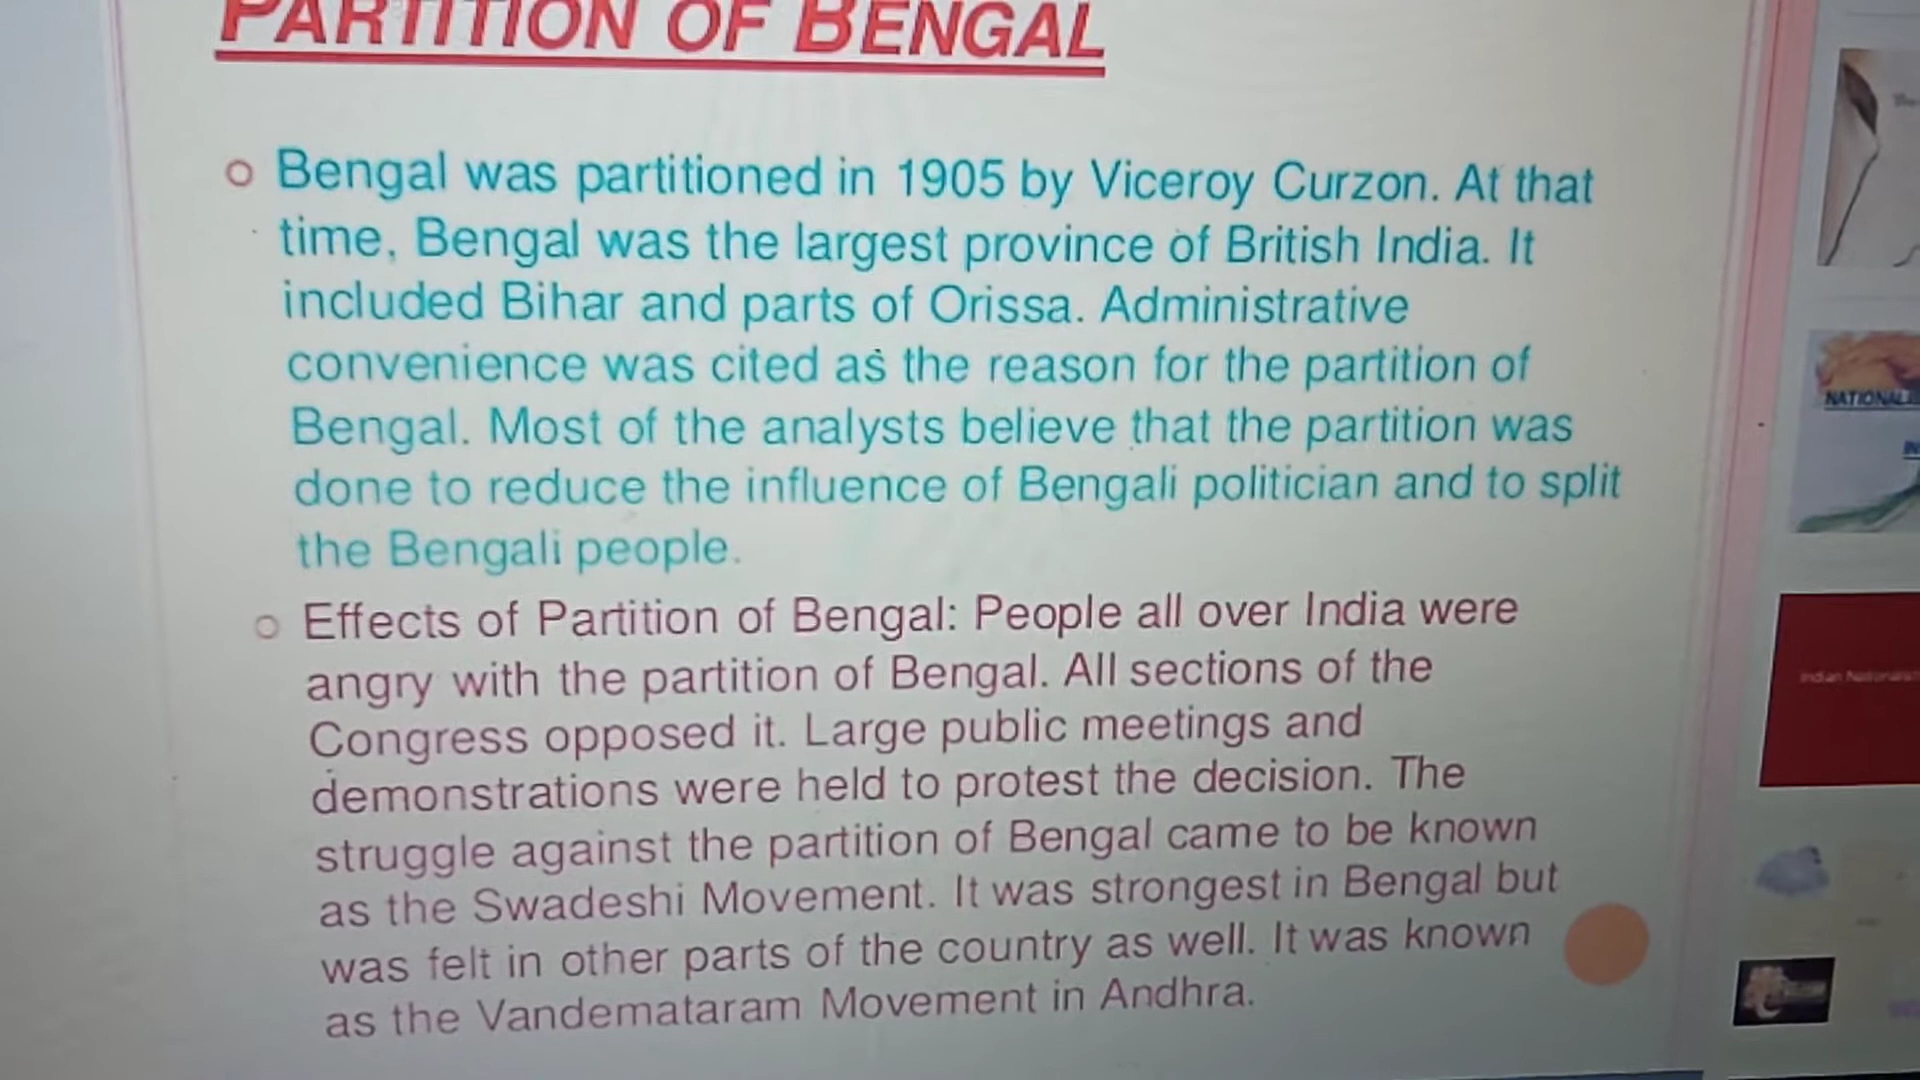 PARTITION OF BENGAL
Bengal was partitioned in 1905 by Viceroy Curzon. At that
time, Bengal was the largest province of British India. It
included Bihar and parts of Orissa. Administrative
convenience was cited as the reason for the partition of
Bengal. Most of the analysts believe that the partition was
done to reduce the influence of Bengali politician and to split
the Bengali people.
Effects of Partition of Bengal: People all over India were
angry with the partition of Bengal. All sections of the
Congress opposed it. Large public meetings and
demonstrations were held to protest the decision. The
struggle against the partition of Bengal came to be known
as the Swadeshi Movement. It was strongest in Bengal but
was felt in other parts of the country as well. It was known
as the Vandemataram Movement in Andhra.
Indian